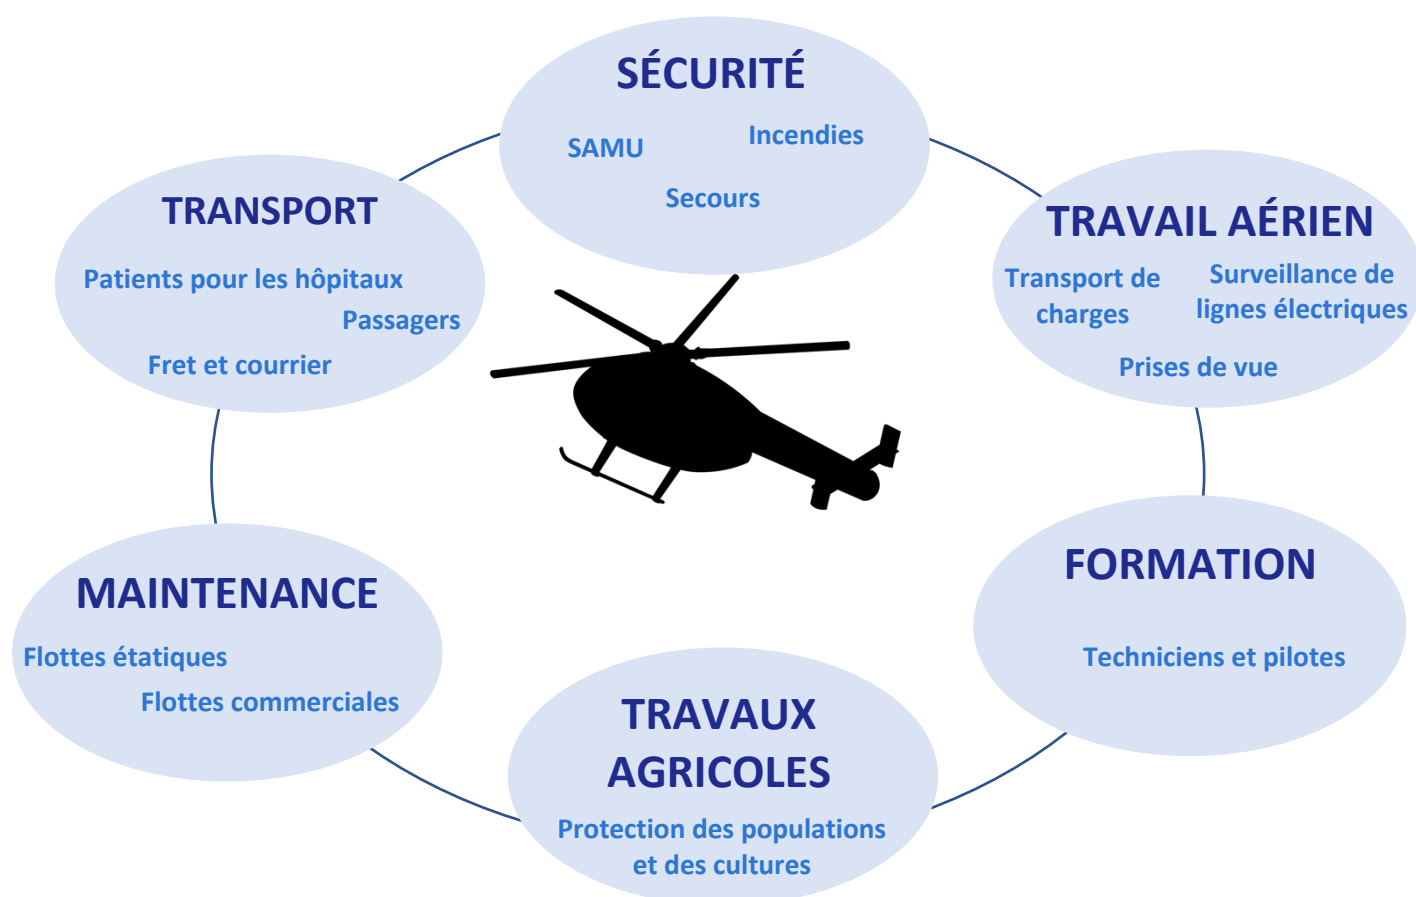 SÉCURITÉ
SAMU
Incendies
Secours
TRANSPORT
Patients pour les hôpitaux
Passagers
Fret et courrier
TRAVAIL AÉRIEN
Transport de
charges
Surveillance de
lignes électriques
Prises de vue
MAINTENANCE
Flottes étatiques
Flottes commerciales
FORMATION
Techniciens et pilotes
TRAVAUX
AGRICOLES
Protection des populations
et des cultures